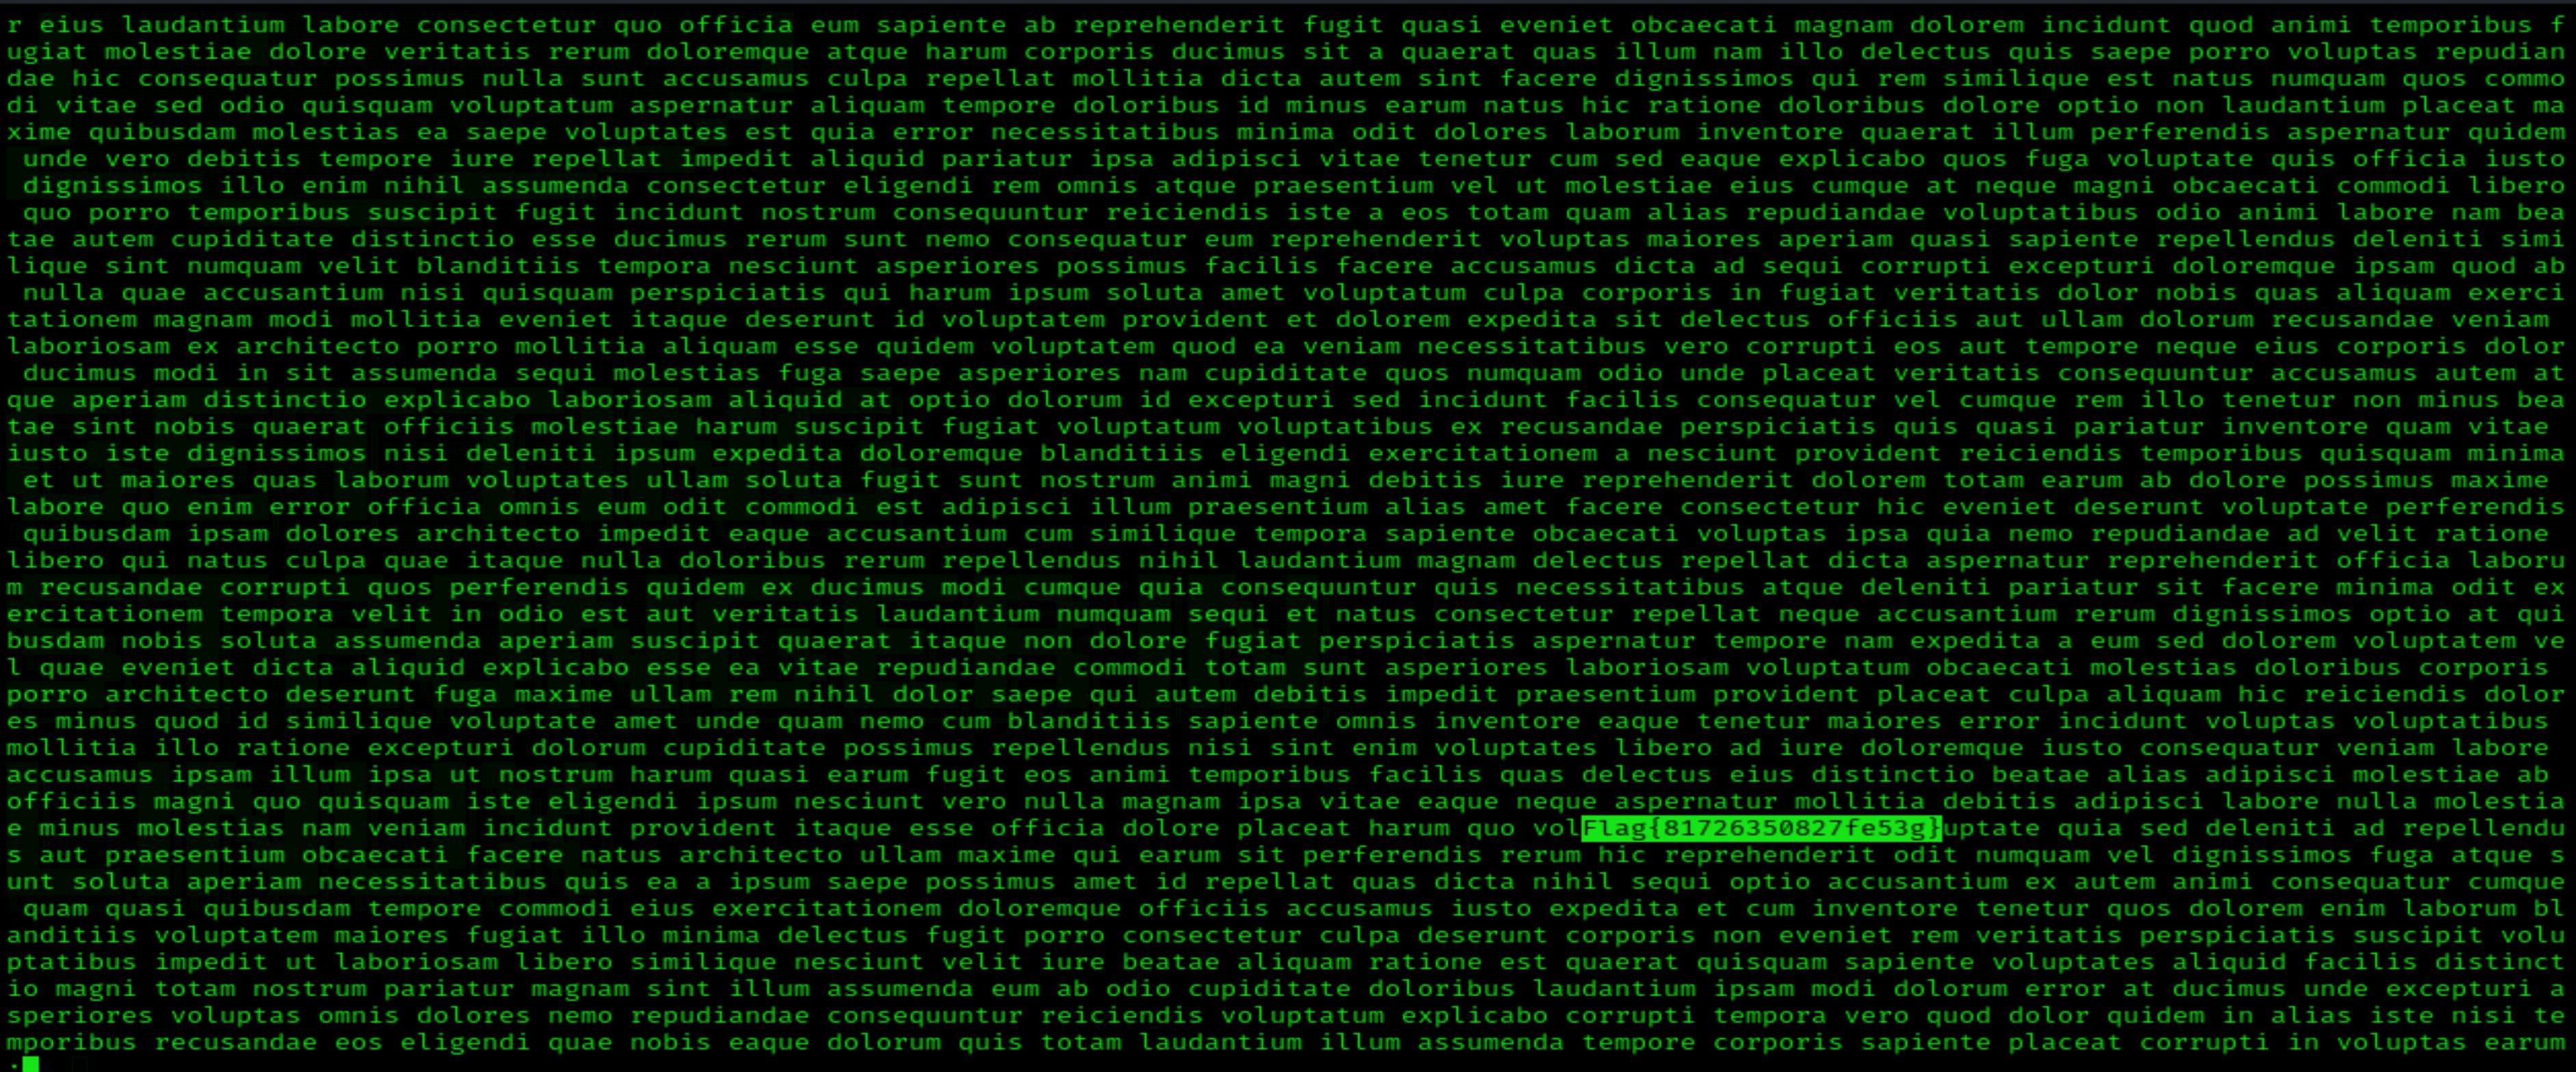 r eius laudantium labore consectetur quo officia eum sapiente ab reprehenderit fugit quasi eveniet obcaecati magnam dolorem incidunt quod animi temporibus f
ugiat molestiae dolore veritatis rerum doloremque atque harum corporis ducimus sit a quaerat quas illum nam illo delectus quis saepe porro voluptas repudian
dae hic consequatur possimus nulla sunt accusamus culpa repellat mollitia dicta autem sint facere dignissimos qui rem similique est natus numquam quos commo
di vitae sed odio quisquam voluptatum aspernatur aliquam tempore doloribus id minus earum natus hic ratione doloribus dolore optio non laudantium placeat ma
xime quibusdam molestias ea saepe voluptates est quia error necessitatibus minima odit dolores laborum inventore quaerat illum perferendis aspernatur quidem
 unde vero debitis tempore iure repellat impedit aliquid pariatur ipsa adipisci vitae tenetur cum sed eaque explicabo quos fuga voluptate quis officia iusto
 dignissimos illo enim nihil assumenda consectetur eligendi rem omnis atque praesentium vel ut molestiae eius cumque at neque magni obcaecati commodi libero
 quo porro temporibus suscipit fugit incidunt nostrum consequuntur reiciendis iste a eos totam quam alias repudiandae voluptatibus odio animi labore nam bea
tae autem cupiditate distinctio esse ducimus rerum sunt nemo consequatur eum reprehenderit voluptas maiores aperiam quasi sapiente repellendus deleniti simi
lique sint numquam velit blanditiis tempora nesciunt asperiores possimus facilis facere accusamus dicta ad sequi corrupti excepturi doloremque ipsam quod ab
 nulla quae accusantium nisi quisquam perspiciatis qui harum ipsum soluta amet voluptatum culpa corporis in fugiat veritatis dolor nobis quas aliquam exerci
tationem magnam modi mollitia eveniet itaque deserunt id voluptatem provident et dolorem expedita sit delectus officiis aut ullam dolorum recusandae veniam
laboriosam ex architecto porro mollitia aliquam esse quidem voluptatem quod ea veniam necessitatibus vero corrupti eos aut tempore neque eius corporis dolor
 ducimus modi in sit assumenda sequi molestias fuga saepe asperiores nam cupiditate quos numquam odio unde placeat veritatis consequuntur accusamus autem at
que aperiam distinctio explicabo laboriosam aliquid at optio dolorum id excepturi sed incidunt facilis consequatur vel cumque rem illo tenetur non minus bea
tae sint nobis quaerat officiis molestiae harum suscipit fugiat voluptatum voluptatibus ex recusandae perspiciatis quis quasi pariatur inventore quam vitae
iusto iste dignissimos nisi deleniti ipsum expedita doloremque blanditiis eligendi exercitationem a nesciunt provident reiciendis temporibus quisquam minima
 et ut maiores quas laborum voluptates ullam soluta fugit sunt nostrum animi magni debitis iure reprehenderit dolorem totam earum ab dolore possimus maxime
labore quo enim error officia omnis eum odit commodi est adipisci illum praesentium alias amet facere consectetur hic eveniet deserunt voluptate perferendis
 quibusdam ipsam dolores architecto impedit eaque accusantium cum similique tempora sapiente obcaecati voluptas ipsa quia nemo repudiandae ad velit ratione
libero qui natus culpa quae itaque nulla doloribus rerum repellendus nihil laudantium magnam delectus repellat dicta aspernatur reprehenderit officia laboru
m recusandae corrupti quos perferendis quidem ex ducimus modi cumque quia consequuntur quis necessitatibus atque deleniti pariatur sit facere minima odit ex
ercitationem tempora velit in odio est aut veritatis laudantium numquam sequi et natus consectetur repellat neque accusantium rerum dignissimos optio at qui
busdam nobis soluta assumenda aperiam suscipit quaerat itaque non dolore fugiat perspiciatis aspernatur tempore nam expedita a eum sed dolorem voluptatem ve
l quae eveniet dicta aliquid explicabo esse ea vitae repudiandae commodi totam sunt asperiores laboriosam voluptatum obcaecati molestias doloribus corporis
porro architecto deserunt fuga maxime ullam rem nihil dolor saepe qui autem debitis impedit praesentium provident placeat culpa aliquam hic reiciendis dolor
es minus quod id similique voluptate amet unde quam nemo cum blanditiis sapiente omnis inventore eaque tenetur maiores error incidunt voluptas voluptatibus
mollitia illo ratione excepturi dolorum cupiditate possimus repellendus nisi sint enim voluptates libero ad iure doloremque iusto consequatur veniam labore
accusamus ipsam illum ipsa ut nostrum harum quasi earum fugit eos animi temporibus facilis quas delectus eius distinctio beatae alias adipisci molestiae ab
officiis magni quo quisquam iste eligendi ipsum nesciunt vero nulla magnam ipsa vitae eaque neque aspernatur mollitia debitis adipisci labore nulla molestia
e minus molestias nam veniam incidunt provident itaque esse officia dolore placeat harum quo volFlag{81726350827fe53g}uptate quia sed deleniti ad repellendu
s aut praesentium obcaecati facere natus architecto ullam maxime qui earum sit perferendis rerum hic reprehenderit odit numquam vel dignissimos fuga atque s
unt soluta aperiam necessitatibus quis ea a ipsum saepe possimus amet id repellat quas dicta nihil sequi optio accusantium ex autem animi consequatur cumque
 quam quasi quibusdam tempore commodi eius exercitationem doloremque officiis accusamus iusto expedita et cum inventore tenetur quos dolorem enim laborum bl
anditiis voluptatem maiores fugiat illo minima delectus fugit porro consectetur culpa deserunt corporis non eveniet rem veritatis perspiciatis suscipit volu
ptatibus impedit ut laboriosam libero similique nesciunt velit iure beatae aliquam ratione est quaerat quisquam sapiente voluptates aliquid facilis distinct
io magni totam nostrum pariatur magnam sint illum assumenda eum ab odio cupiditate doloribus laudantium ipsam modi dolorum error at ducimus unde excepturi a
speriores voluptas omnis dolores nemo repudiandae consequuntur reiciendis voluptatum explicabo corrupti tempora vero quod dolor quidem in alias iste nisi te
mporibus recusandae eos eligendi quae nobis eaque dolorum quis totam laudantium illum assumenda tempore corporis sapiente placeat corrupti in voluptas earum
.